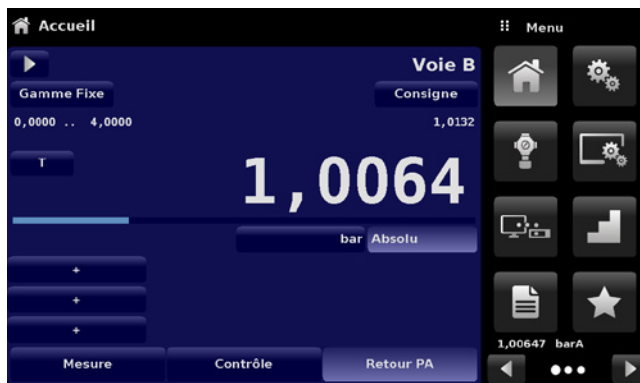 Accueil
Menu
Voie B
Gamme Fixe
Consigne
0,0000 .. 4,0000
1,0132
T
1,0064
bar Absolu
+
+
+
1,00647 barA
Mesure Contrôle Retour PA